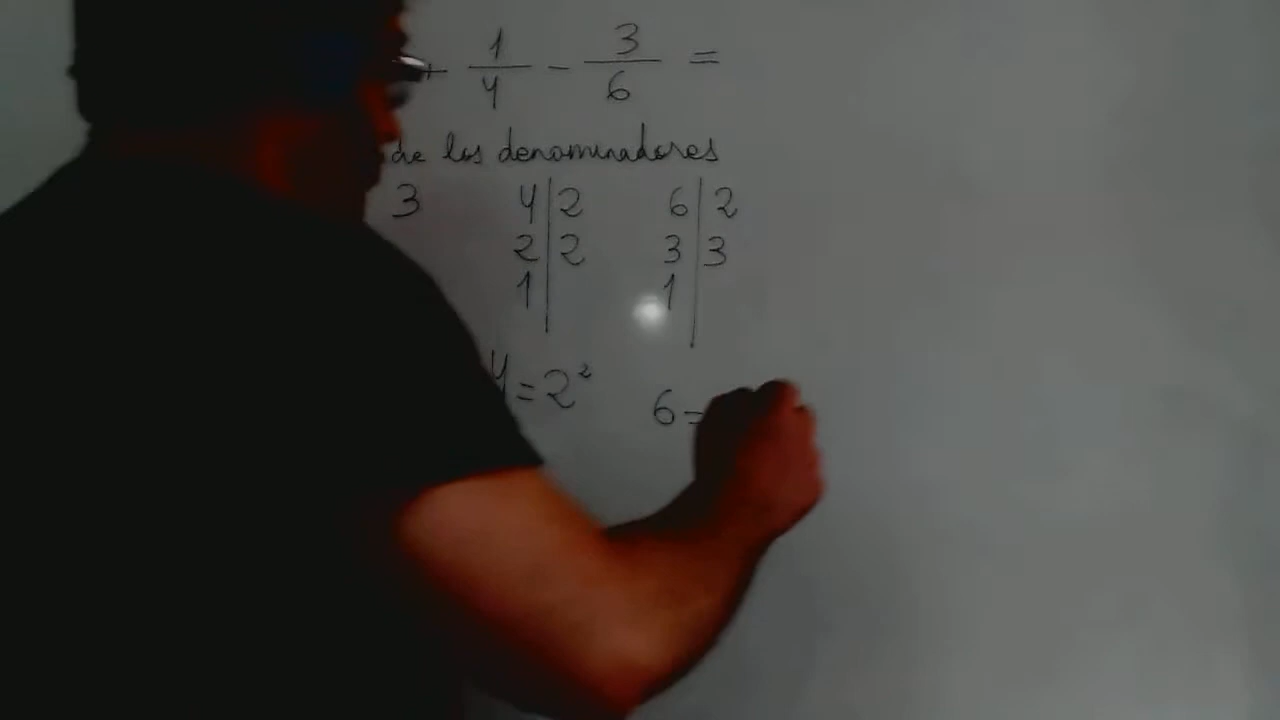 + 1/4 - 3/6 =
de los denominadores
3 4 | 2 6 | 2
2 | 2 3 | 3
1 | 1 |
4 = 2² 6 =